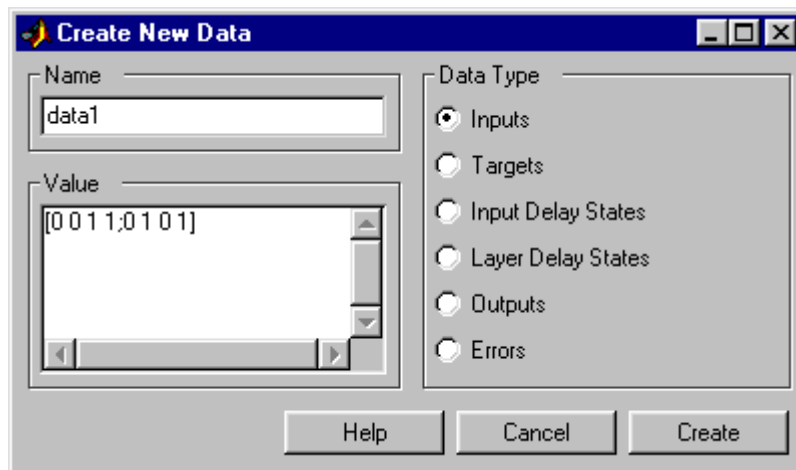 Create New Data
Name
data1
Value
[0 0 1 1;0 1 0 1]
Data Type
Inputs
Targets
Input Delay States
Layer Delay States
Outputs
Errors
Help
Cancel
Create